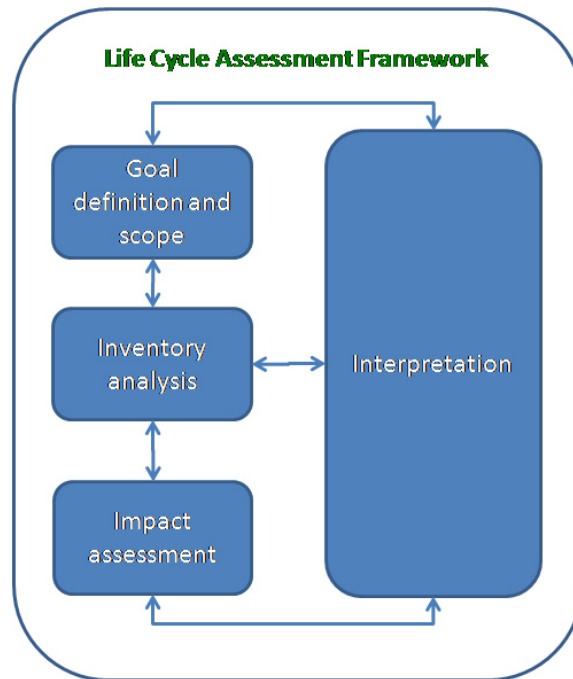 Life Cycle Assessment Framework
Goal
definition and
scope
Inventory
analysis
Interpretation
Impact
assessment